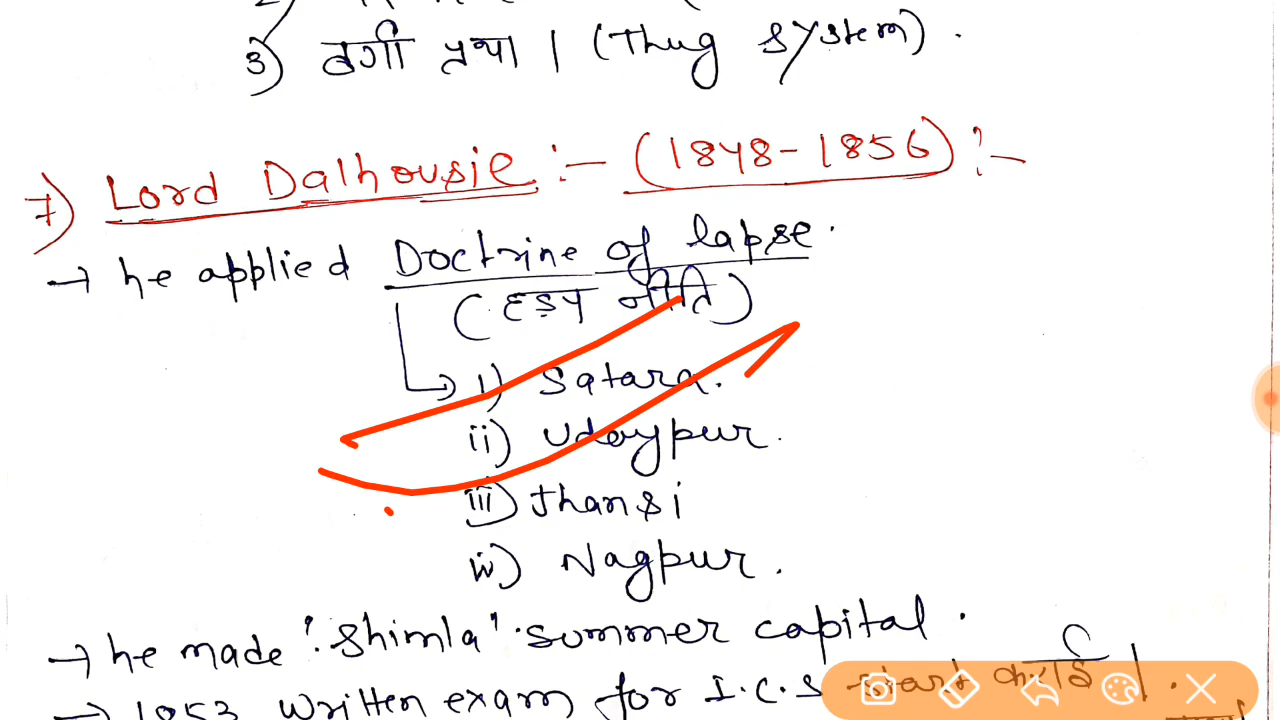 3) ठगी प्रथा । (Thug system).
7) Lord Dalhousie :- (1848-1856) :-
→ he applied Doctrine of lapse.
(हड़प नीति)
↳ i) Satara.
ii) Udaypur.
iii) Jhansi
iv) Nagpur.
→ he made 'Shimla' summer capital.
→ 1853 written exam for I.C.S start